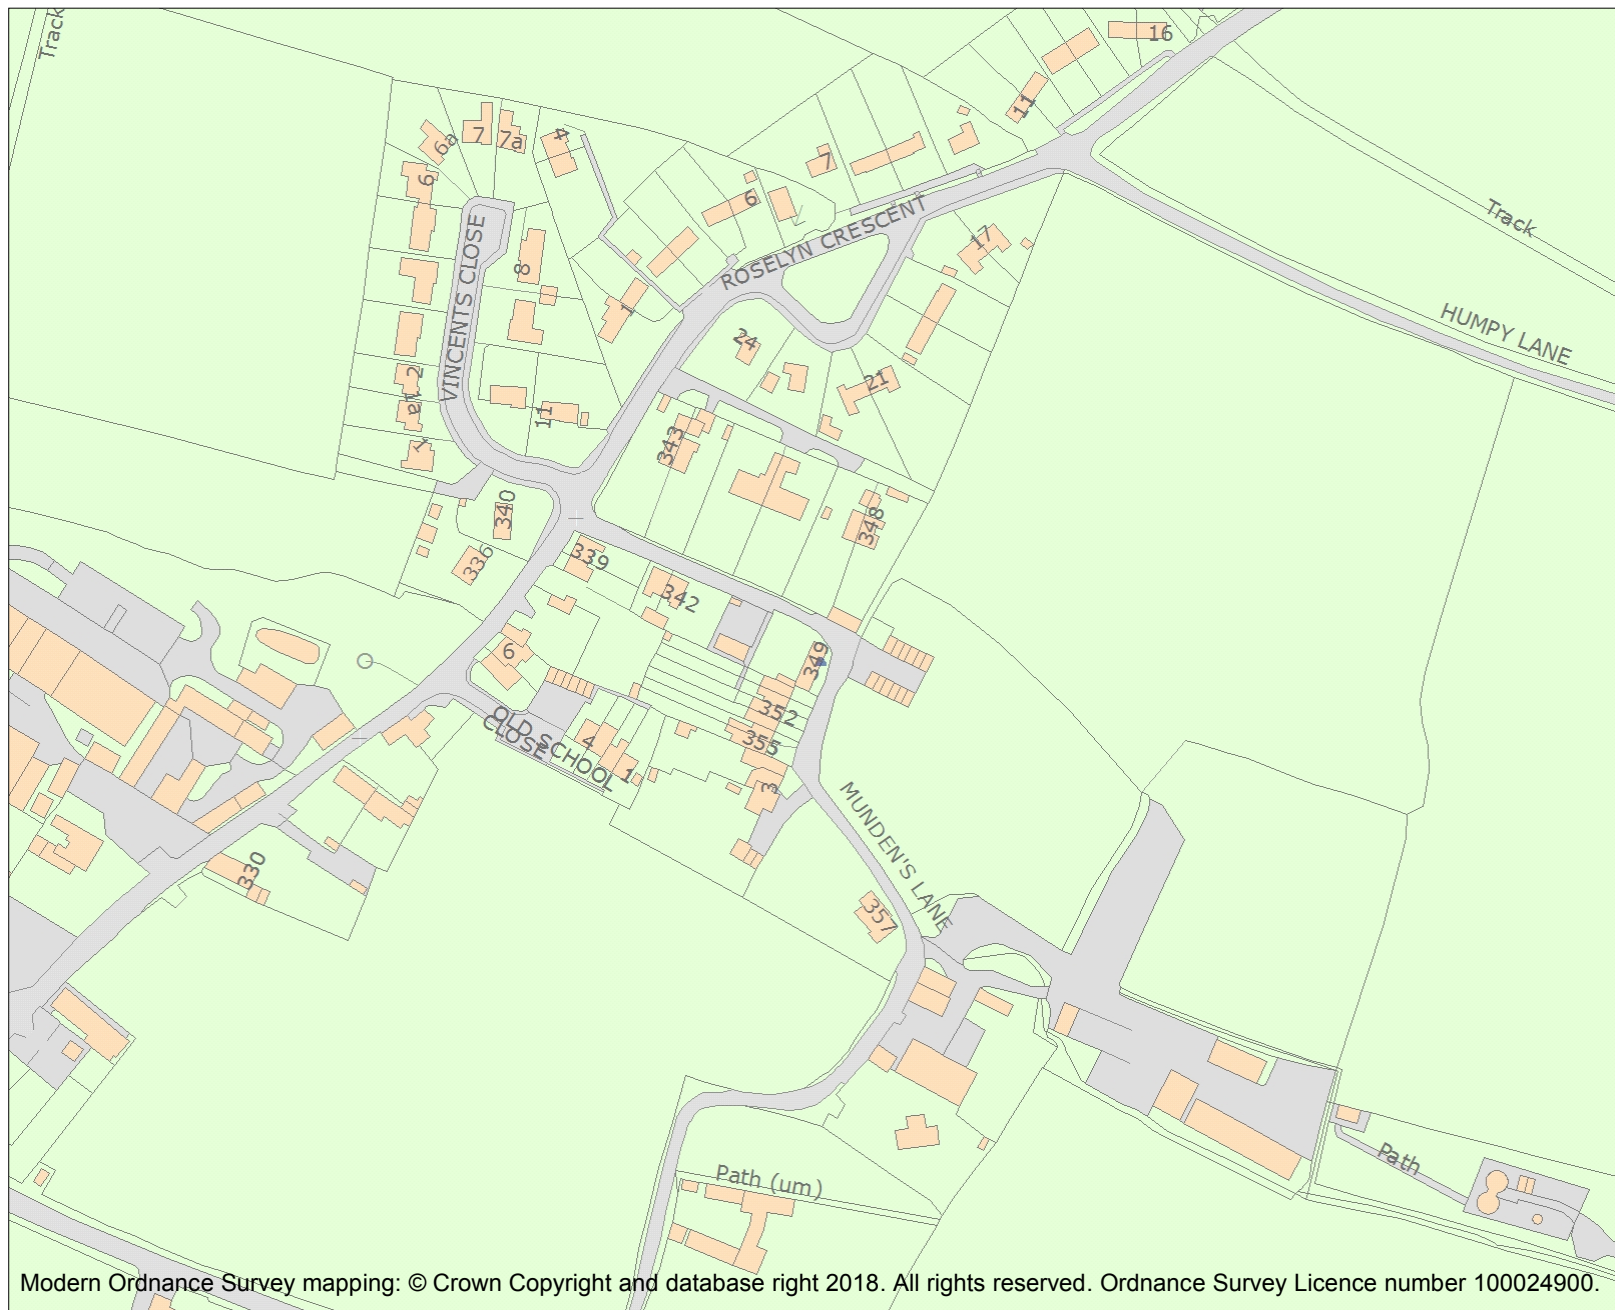 Track
16
11
7
7a
4
6a
6
7
6
Track
17
8
ROSELYN CRESCENT
VINCENTS CLOSE
1
HUMPY LANE
24
21
2
1a
11
1
343
340
348
336
339
342
6
349
352
355
OLD SCHOOL
CLOSE
4
1
3
MUNDEN'S LANE
330
357
Path
Path (um)
Modern Ordnance Survey mapping: © Crown Copyright and database right 2018. All rights reserved. Ordnance Survey Licence number 100024900.